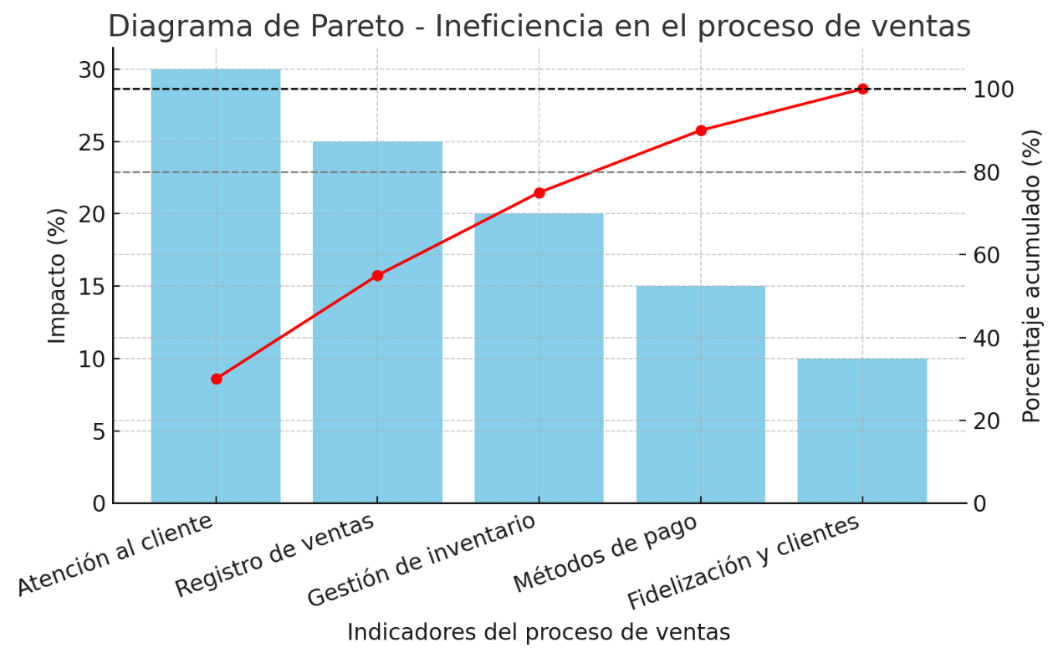 Diagrama de Pareto - Ineficiencia en el proceso de ventas
Impacto (%)
30
25
20
15
10
5
0
100
80
60
40
20
0
Porcentaje acumulado (%)
Atención al cliente
Registro de ventas
Gestión de inventario
Métodos de pago
Fidelización y clientes
Indicadores del proceso de ventas